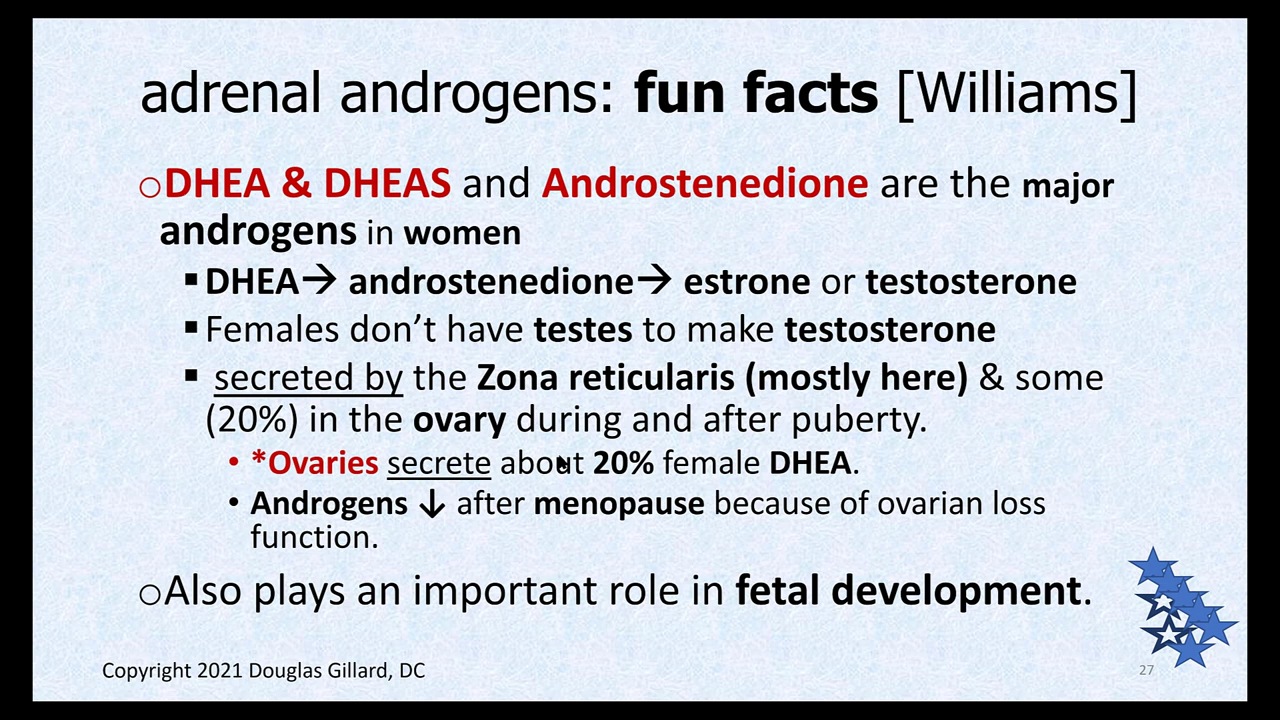 adrenal androgens: fun facts [Williams]
oDHEA & DHEAS and Androstenedione are the major
androgens in women
▪DHEA→ androstenedione→ estrone or testosterone
▪Females don’t have testes to make testosterone
▪ secreted by the Zona reticularis (mostly here) & some
(20%) in the ovary during and after puberty.
• *Ovaries secrete about 20% female DHEA.
• Androgens ↓ after menopause because of ovarian loss
function.
oAlso plays an important role in fetal development.
Copyright 2021 Douglas Gillard, DC
27